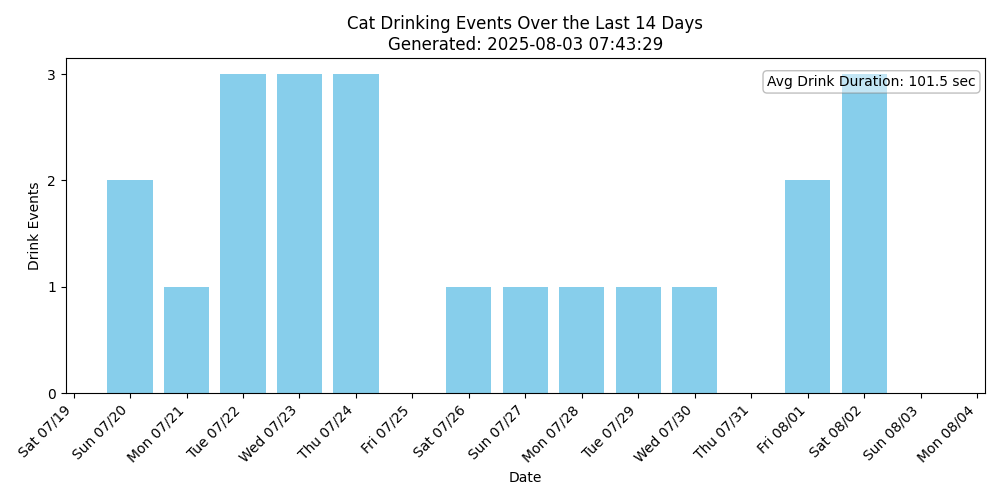 Cat Drinking Events Over the Last 14 Days
Generated: 2025-08-03 07:43:29
Avg Drink Duration: 101.5 sec
Drink Events
3
2
1
0
Sat 07/19
Sun 07/20
Mon 07/21
Tue 07/22
Wed 07/23
Thu 07/24
Fri 07/25
Sat 07/26
Sun 07/27
Mon 07/28
Tue 07/29
Wed 07/30
Thu 07/31
Fri 08/01
Sat 08/02
Sun 08/03
Mon 08/04
Date